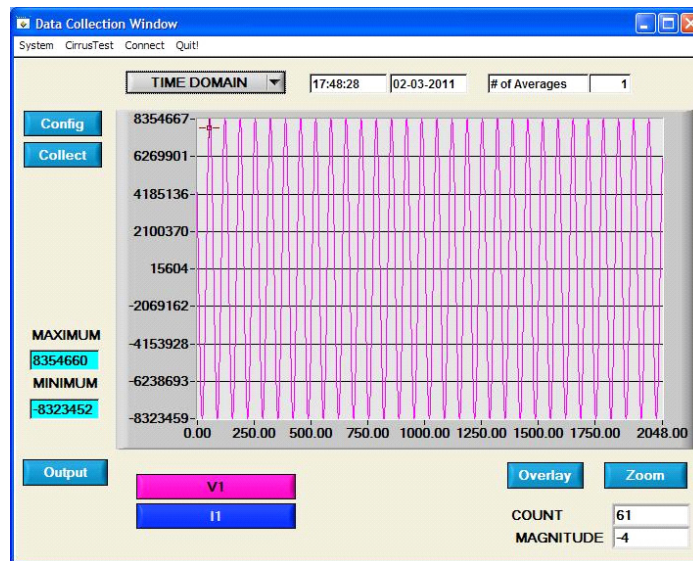 Data Collection Window
System CirrusTest Connect Quit!
TIME DOMAIN 17:48:28 02-03-2011 # of Averages 1
Config
Collect
8354667
6269901
4185136
2100370
15604
-2069162
-4153928
-6238693
-8323459
0.00 250.00 500.00 750.00 1000.00 1250.00 1500.00 1750.00 2048.00
MAXIMUM
8354660
MINIMUM
-8323452
Output
V1
I1
Overlay Zoom
COUNT 61
MAGNITUDE -4